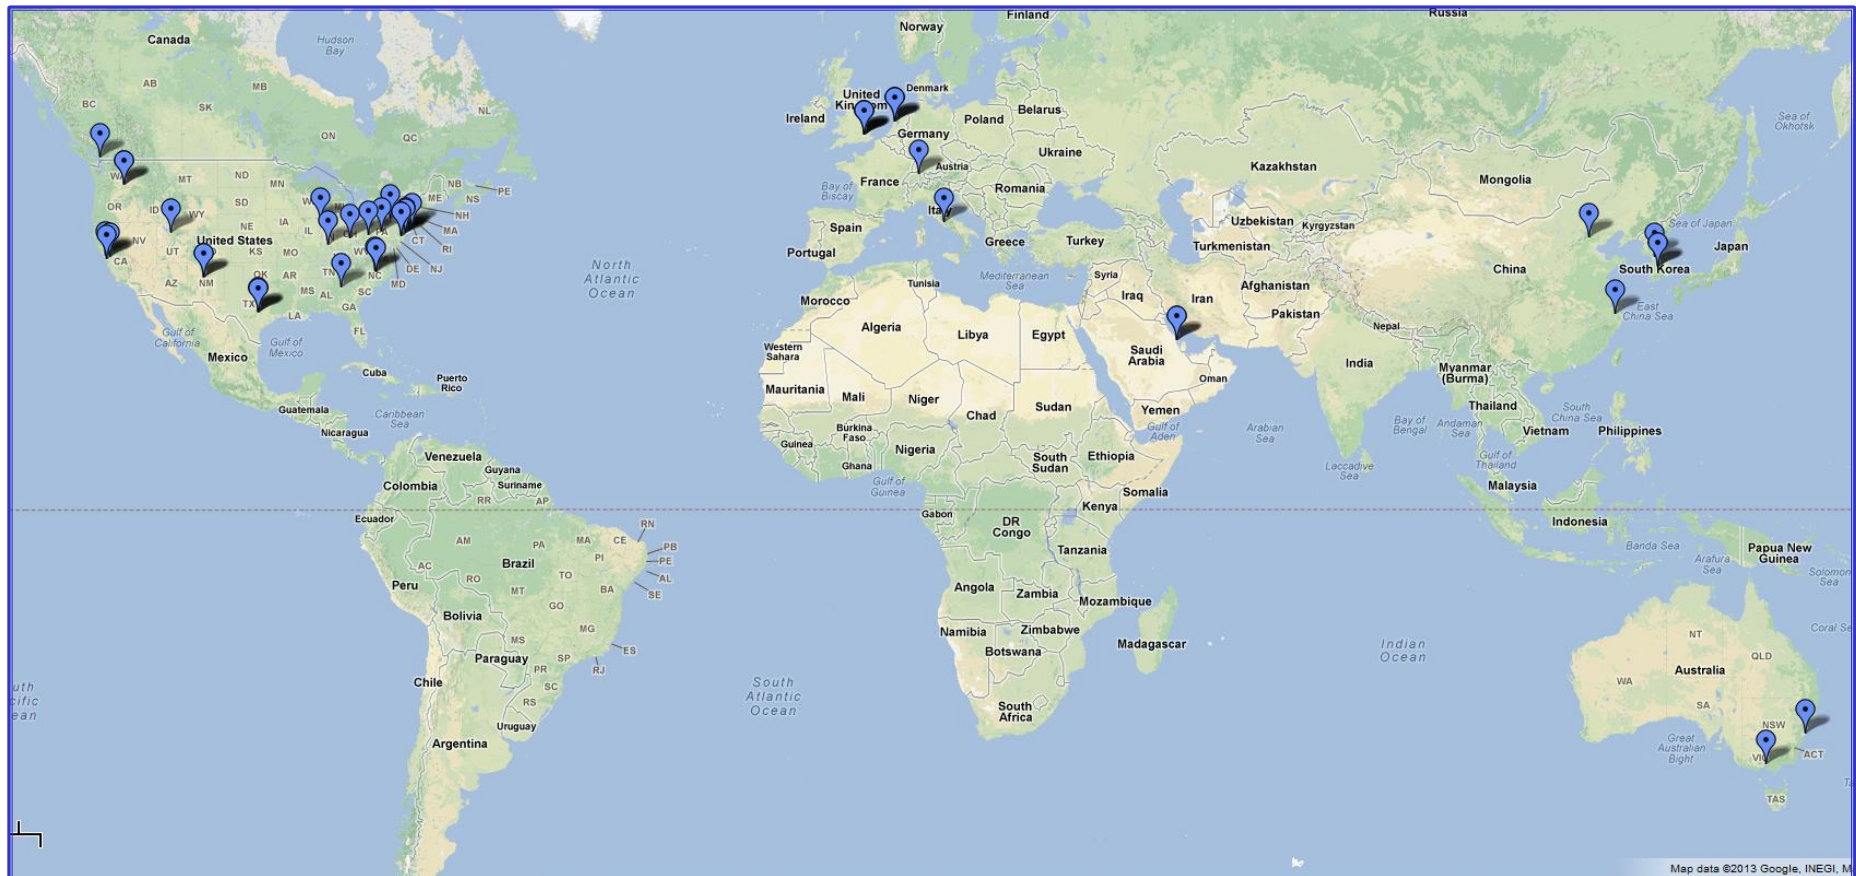 Canada
Hudson
Bay
AB
MB
BC
SK
NL
ON
QC
NB
PE
NS
ME
NH
MA
RI
CT
NJ
DE
MD
WA
MT
ND
MN
OR
ID
WY
SD
IA
NE
NV
UT
United States
IL
CA
KS
MO
AZ
NM
OK
AR
TN
NC
SC
MS
AL
GA
TX
LA
FL
PA
Gulf of
California
Gulf of
Mexico
Mexico
Cuba
Puerto
Rico
Guatemala
Caribbean
Sea
Nicaragua
North
Atlantic
Ocean
Venezuela
Guyana
Colombia
Suriname
RR
AP
Ecuador
AM
PA
MA
CE
RN
PB
PE
AL
SE
PI
AC
RO
Brazil
TO
BA
Peru
MT
GO
Bolivia
MG
MS
ES
Paraguay
SP
RJ
PR
Chile
SC
RS
Uruguay
Argentina
uth
cific
ean
South
Atlantic
Ocean
Norway
Finland
Russia
United
Denmark
Ireland
Belarus
Poland
Germany
Ukraine
Austria
Bay of
Biscay
France
Romania
Kazakhstan
Mongolia
Sea of
Okhotsk
Spain
Portugal
Greece
Turkey
Uzbekistan
Kyrgyzstan
Turkmenistan
Sea of Japan
Japan
South Korea
China
East
China Sea
Mediterranean
Sea
Syria
Tunisia
Morocco
Iraq
Iran
Afghanistan
Pakistan
Nepal
Algeria
Libya
Egypt
Western
Sahara
Saudi
Arabia
India
Myanmar
(Burma)
Oman
Mauritania
Mali
Niger
Chad
Sudan
Yemen
Gulf of
Aden
Arabian
Sea
Bay of
Bengal
Andaman
Sea
Thailand
South
China Sea
Vietnam
Philippines
Burkina
Faso
Guinea
Nigeria
Ghana
South
Sudan
Ethiopia
Laccadive
Sea
Gulf of
Thailand
Malaysia
Gulf of
Guinea
Somalia
Gabon
Kenya
DR
Congo
Indonesia
Tanzania
Banda Sea
Arafura
Sea
Papua New
Guinea
Solomon
Sea
Angola
Zambia
Mozambique
Namibia
Zimbabwe
Botswana
Madagascar
Indian
Ocean
South
Africa
NT
Coral Se
QLD
Australia
WA
SA
NSW
Great
Australian
Bight
ACT
TAS
Map data ©2013 Google, INEGI, M